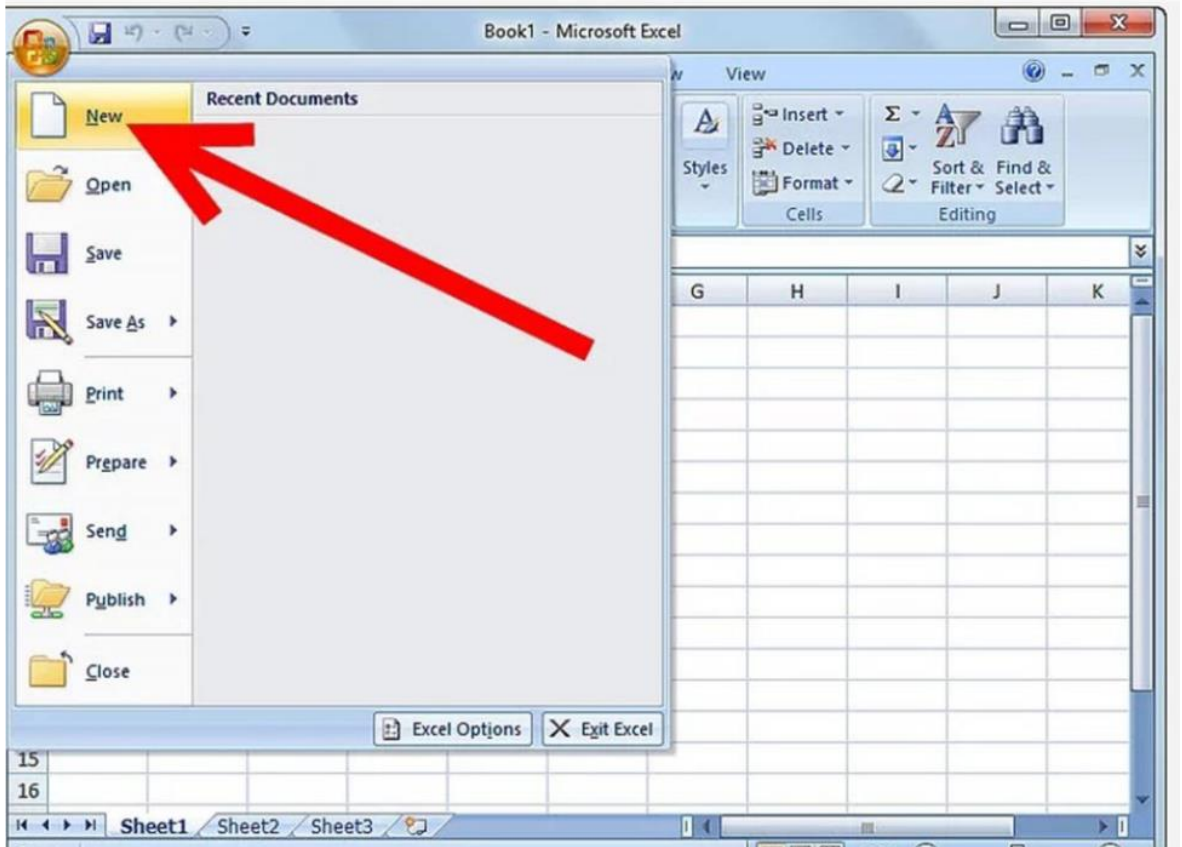 Book1 - Microsoft Excel
View
New
Recent Documents
Open
Save
Save As
Print
Prepare
Send
Publish
Close
Excel Options
Exit Excel
Styles
Insert
Delete
Format
Cells
Σ
Sort & Filter
Find & Select
Editing
G H I J K
15
16
Sheet1 Sheet2 Sheet3